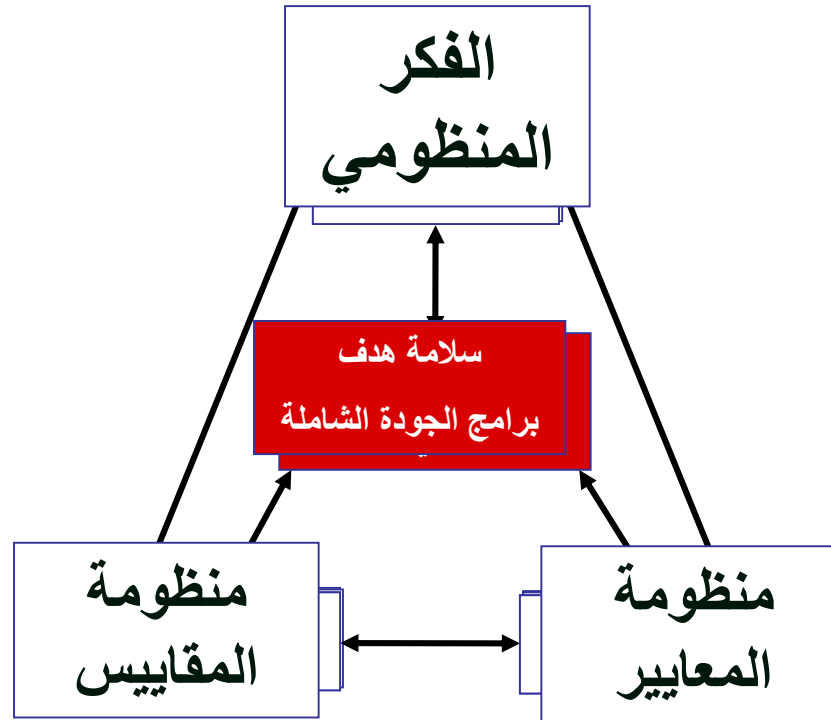 الفكر
المنظومي
سلامة هدف
برامج الجودة الشاملة
منظومة
المقاييس
منظومة
المعايير